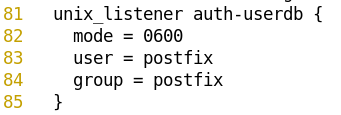 81   unix_listener auth-userdb {
82     mode = 0600
83     user = postfix
84     group = postfix
85   }